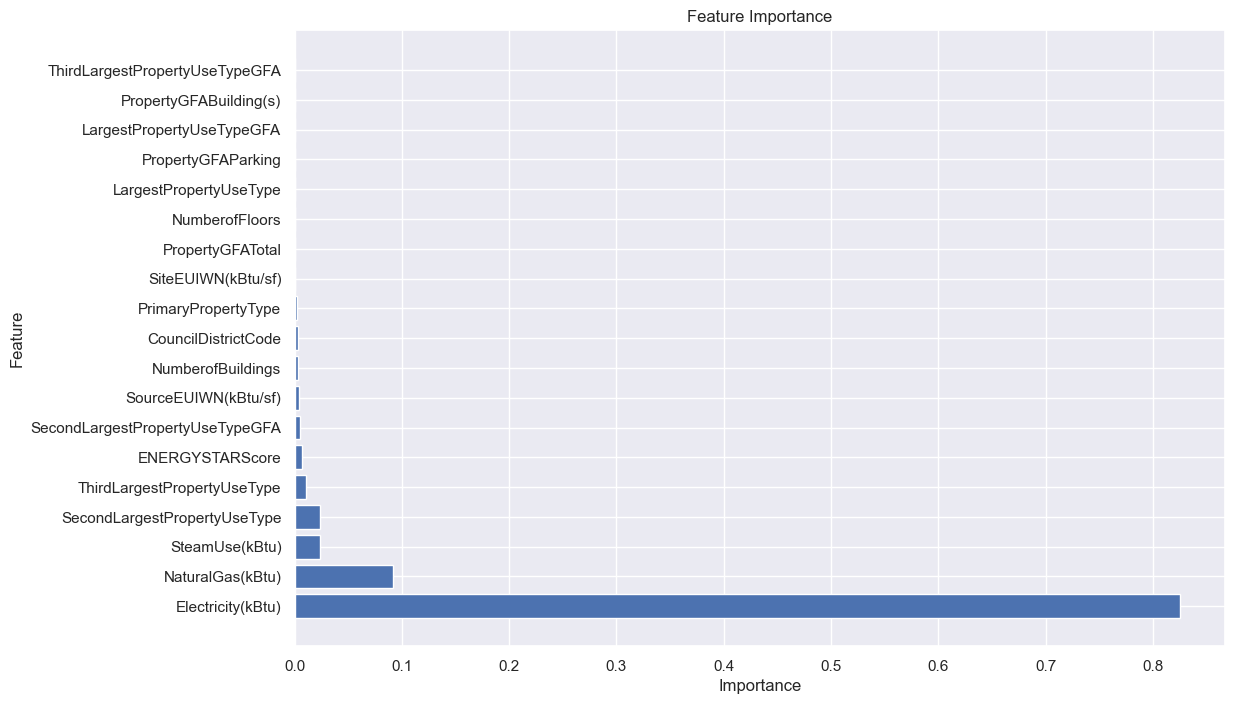 Feature Importance
ThirdLargestPropertyUseTypeGFA
PropertyGFABuilding(s)
LargestPropertyUseTypeGFA
PropertyGFAParking
LargestPropertyUseType
NumberofFloors
PropertyGFATotal
SiteEUIWN(kBtu/sf)
PrimaryPropertyType
CouncilDistrictCode
NumberofBuildings
SourceEUIWN(kBtu/sf)
SecondLargestPropertyUseTypeGFA
ENERGYSTARScore
ThirdLargestPropertyUseType
SecondLargestPropertyUseType
SteamUse(kBtu)
NaturalGas(kBtu)
Electricity(kBtu)
Feature
0.0 0.1 0.2 0.3 0.4 0.5 0.6 0.7 0.8
Importance